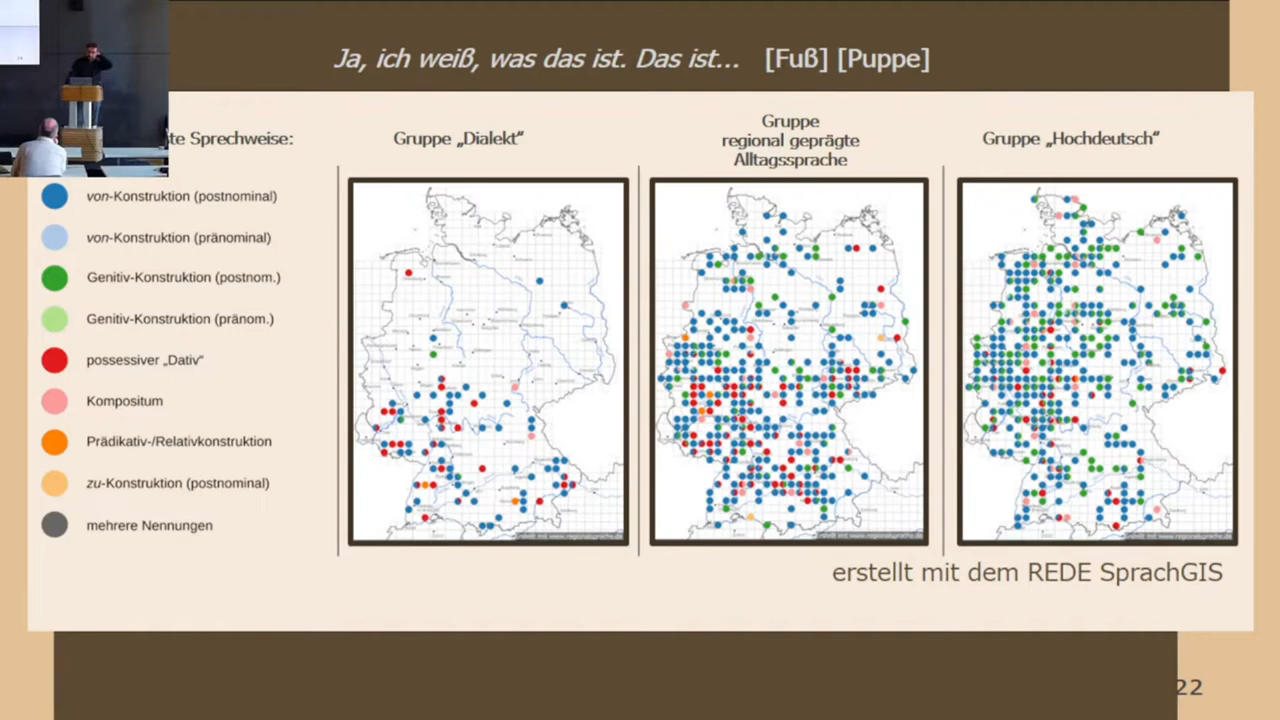 Ja, ich weiß, was das ist. Das ist... [Fuß] [Puppe]
te Sprechweise:
Gruppe „Dialekt“
Gruppe
regional geprägte
Alltagssprache
Gruppe „Hochdeutsch“
von-Konstruktion (postnominal)
von-Konstruktion (pränominal)
Genitiv-Konstruktion (postnom.)
Genitiv-Konstruktion (pränom.)
possessiver „Dativ“
Kompositum
Prädikativ-/Relativkonstruktion
zu-Konstruktion (postnominal)
mehrere Nennungen
erstellt mit dem REDE SprachGIS
22